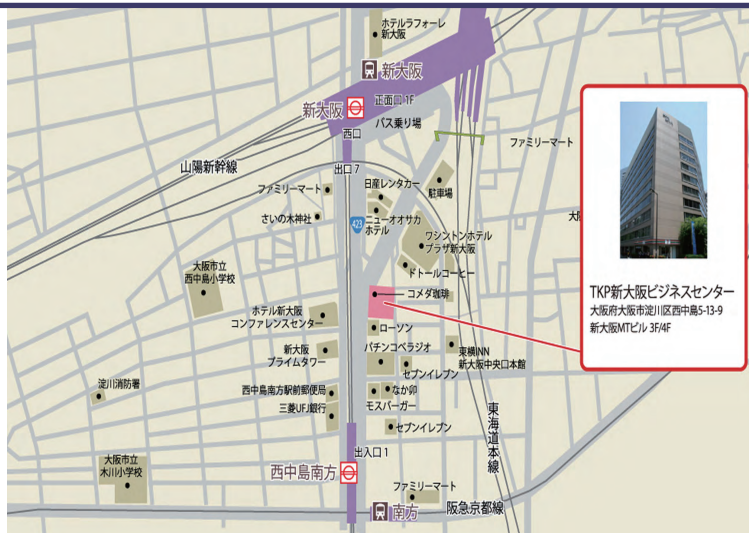 ホテルラフォーレ
新大阪
新大阪
新大阪
正面口 1F
バス乗り場
西口
ファミリーマート
山陽新幹線
出口 7
ファミリーマート
日産レンタカー
駐車場
さいの木神社
423
ニューオオサカ
ホテル
ワシントンホテル
プラザ新大阪
大阪市立
西中島小学校
ドトールコーヒー
コメダ珈琲
TKP新大阪ビジネスセンター
大阪府大阪市淀川区西中島5-13-9
新大阪MTビル 3F/4F
ホテル新大阪
コンファレンスセンター
ローソン
新大阪
プライムタワー
パチンコベラジオ
東横INN
新大阪中央口本館
セブンイレブン
淀川消防署
西中島南方駅前郵便局
なか卯
三菱UFJ銀行
モスバーガー
セブンイレブン
東海道本線
出入口 1
大阪市立
木川小学校
西中島南方
ファミリーマート
南方
阪急京都線